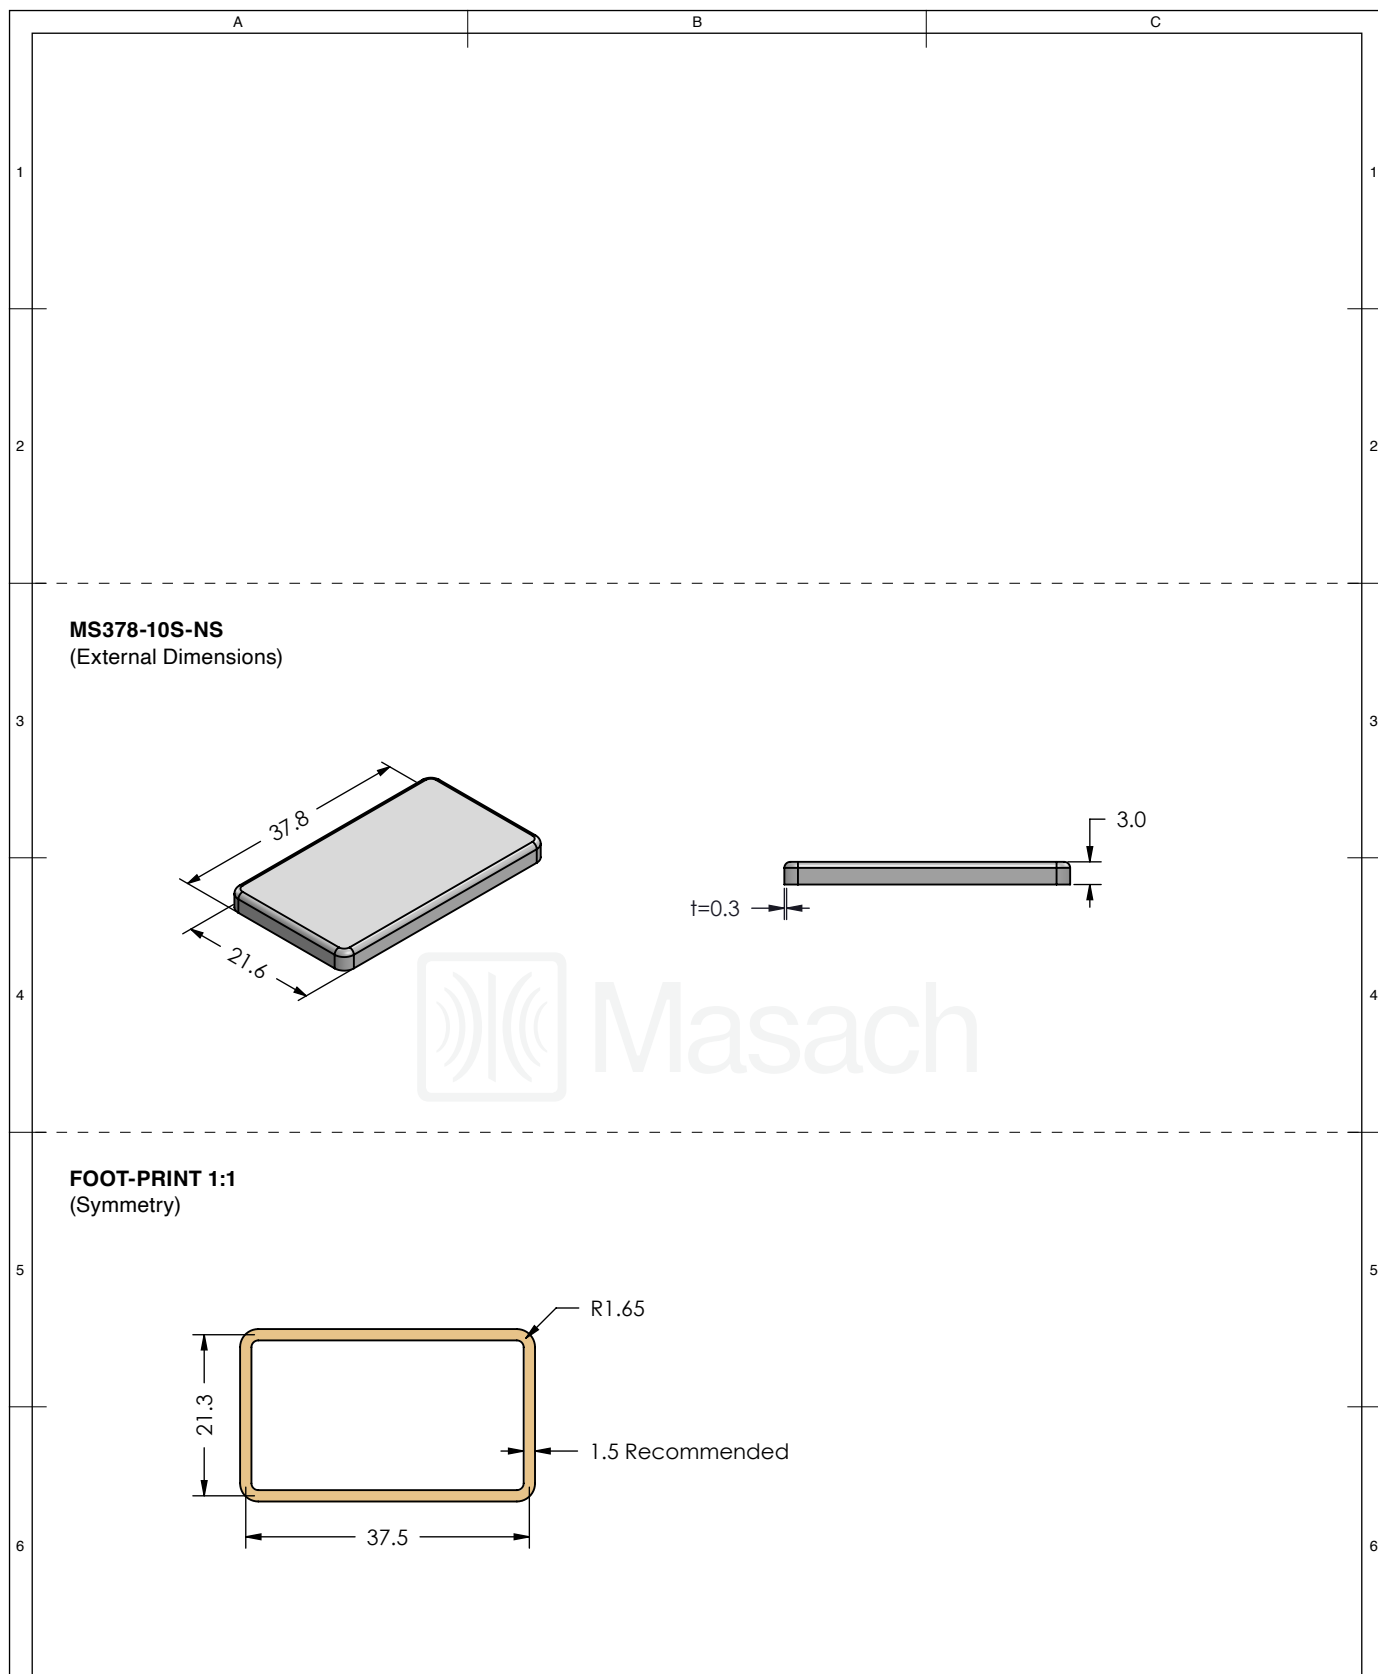 A B C
1 1
2 2
MS378-10S-NS
(External Dimensions)
3 3
37.8
3.0
t=0.3
21.6
4 4
Masach
FOOT-PRINT 1:1
(Symmetry)
5 5
R1.65
21.3
1.5 Recommended
37.5
6 6